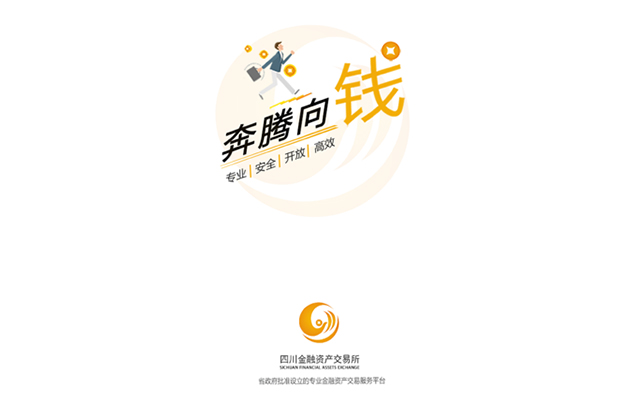 奔腾向钱
专业|安全|开放|高效
四川金融资产交易所
SICHUAN FINANCIAL ASSETS EXCHANGE
省政府批准设立的专业金融资产交易服务平台